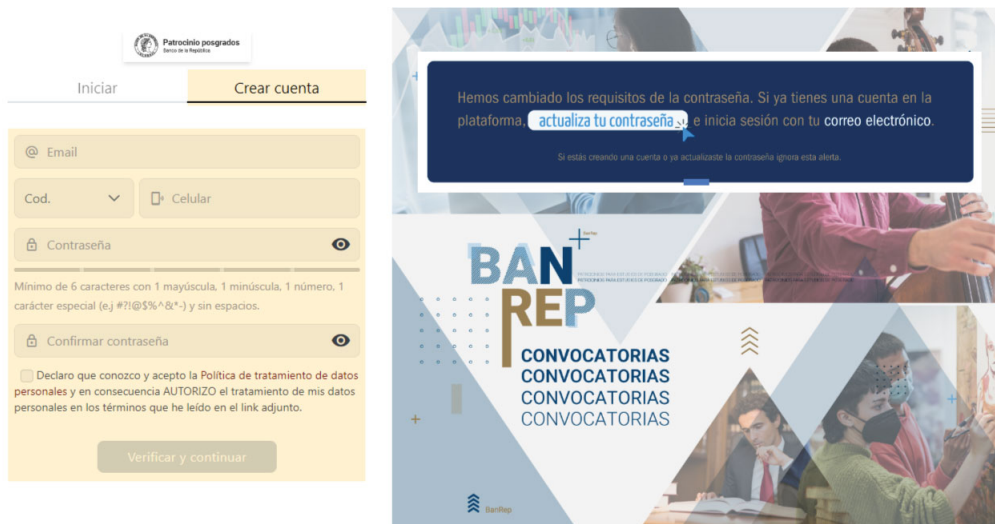 Patrocinio posgrados
Banco de la República
Iniciar
Crear cuenta
Email
Cod.
Celular
Contraseña
Mínimo de 6 caracteres con 1 mayúscula, 1 minúscula, 1 número, 1
carácter especial (e.j #?!@$%^&*-) y sin espacios.
Confirmar contraseña
Declaro que conozco y acepto la Política de tratamiento de datos
personales y en consecuencia AUTORIZO el tratamiento de mis datos
personales en los términos que he leído en el link adjunto.
Verificar y continuar
Hemos cambiado los requisitos de la contraseña. Si ya tienes una cuenta en la
plataforma, actualiza tu contraseña e inicia sesión con tu correo electrónico.
Si estás creando una cuenta o ya actualizaste la contraseña ignora esta alerta.
BanRep
BAN
REP
CONVOCATORIAS
CONVOCATORIAS
CONVOCATORIAS
CONVOCATORIAS
BanRep